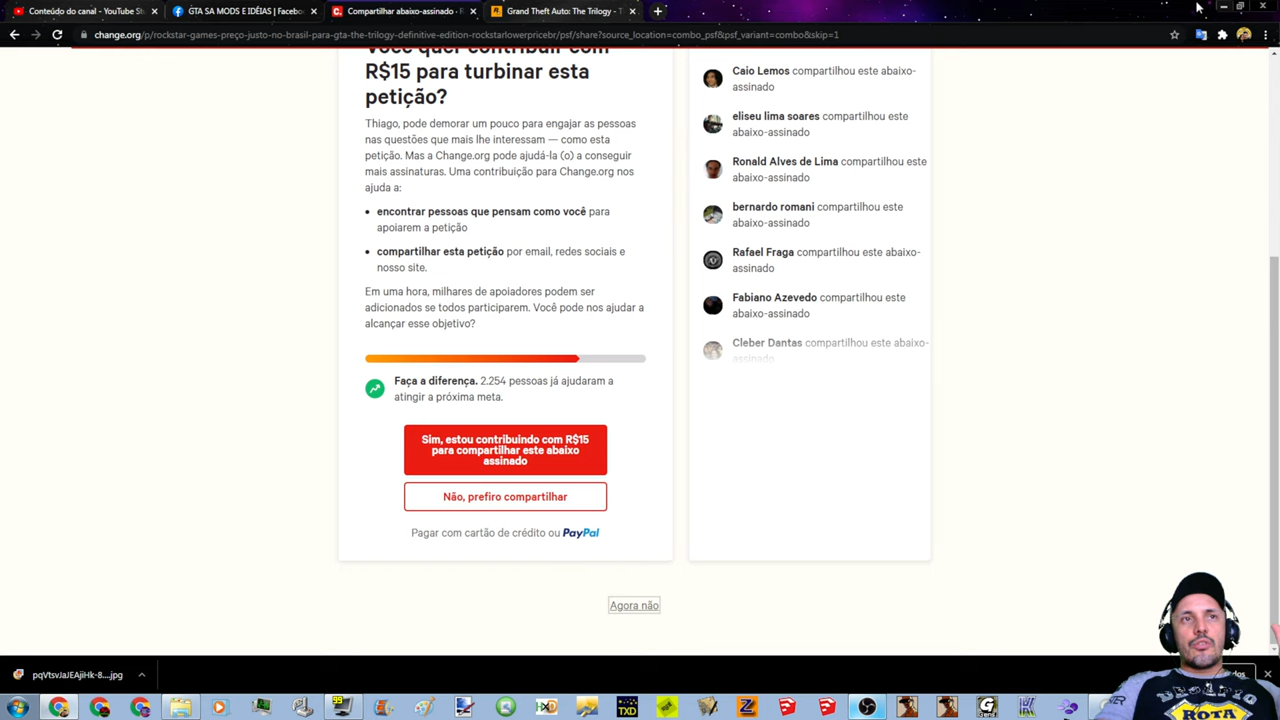 Conteúdo do canal - YouTube St
GTA SA MODS E IDÉIAS | Facebo
Compartilhar abaixo-assinado - R
Grand Theft Auto: The Trilogy - T
change.org/p/rockstar-games-preço-justo-no-brasil-para-gta-the-trilogy-definitive-edition-rockstarlowerpricebr/psf/share?source_location=combo_psf&psf_variant=combo&skip=1
Você quer contribuir com
R$15 para turbinar esta
petição?
Thiago, pode demorar um pouco para engajar as pessoas
nas questões que mais lhe interessam — como esta
petição. Mas a Change.org pode ajudá-la (o) a conseguir
mais assinaturas. Uma contribuição para Change.org nos
ajuda a:
• encontrar pessoas que pensam como você para
apoiarem a petição
• compartilhar esta petição por email, redes sociais e
nosso site.
Em uma hora, milhares de apoiadores podem ser
adicionados se todos participarem. Você pode nos ajudar a
alcançar esse objetivo?
Faça a diferença. 2.254 pessoas já ajudaram a
atingir a próxima meta.
Sim, estou contribuindo com R$15
para compartilhar este abaixo
assinado
Não, prefiro compartilhar
Pagar com cartão de crédito ou PayPal
Caio Lemos compartilhou este abaixo-
assinado
eliseu lima soares compartilhou este
abaixo-assinado
Ronald Alves de Lima compartilhou este
abaixo-assinado
bernardo romani compartilhou este
abaixo-assinado
Rafael Fraga compartilhou este abaixo-
assinado
Fabiano Azevedo compartilhou este
abaixo-assinado
Cleber Dantas compartilhou este abaixo-
assinado
Agora não
pqVtsvJaJEAjiHk-8....jpg
99
TXD
ROTA